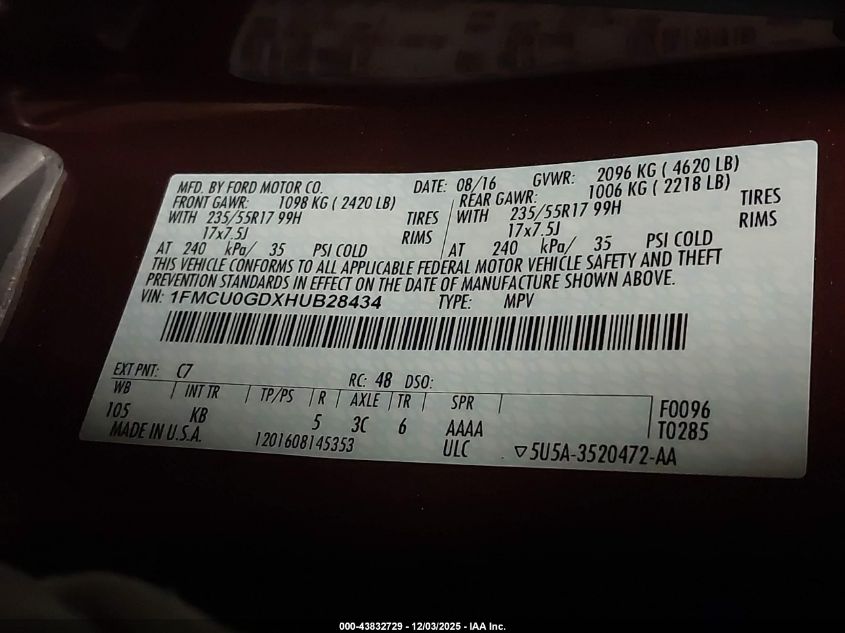 MFD. BY FORD MOTOR CO. DATE: 08/16 GVWR: 2096 KG ( 4620 LB)
FRONT GAWR: 1098 KG ( 2420 LB) REAR GAWR: 1006 KG ( 2218 LB)
WITH 235/55R17 99H TIRES WITH 235/55R17 99H TIRES
17x7.5J RIMS 17x7.5J RIMS
AT 240 kPa/ 35 PSI COLD AT 240 kPa/ 35 PSI COLD
THIS VEHICLE CONFORMS TO ALL APPLICABLE FEDERAL MOTOR VEHICLE SAFETY AND THEFT
PREVENTION STANDARDS IN EFFECT ON THE DATE OF MANUFACTURE SHOWN ABOVE.
VIN: 1FMCU0GDXHUB28434 TYPE: MPV
EXT PNT: C7 RC: 48 DSO:
WB INT TR TP/PS R AXLE TR SPR
105 KB 5 3C 6 AAAA F0096
MADE IN U.S.A. 1201608145353 ULC T0285
▽5U5A-3520472-AA
000-43832729 - 12/03/2025 - IAA Inc.